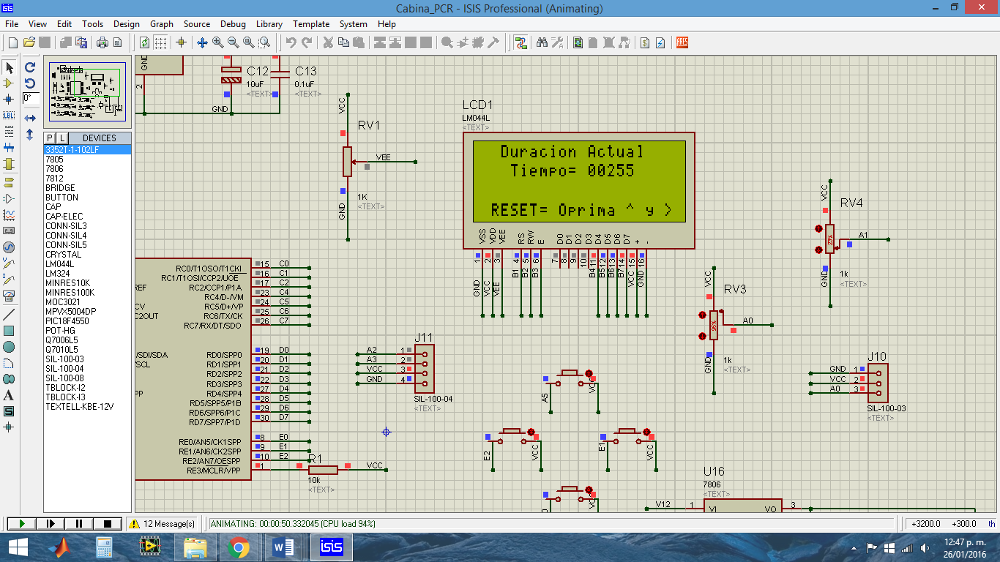 Cabina_PCR - ISIS Professional (Animating)
File View Edit Tools Design Graph Source Debug Library Template System Help
P L DEVICES
3352T-1-102LF
7805
7806
7812
BRIDGE
BUTTON
CAP
CAP-ELEC
CONN-SIL3
CONN-SIL4
CONN-SIL5
CRYSTAL
LM044L
LM324
MINRES10K
MINRES100K
MOC3021
MPVX5004DP
PIC18F4550
POT-HG
Q7006L5
Q7010L5
SIL-100-03
SIL-100-04
SIL-100-08
TBLOCK-I2
TBLOCK-I3
TEXTELL-KBE-12V
0°
LBL
ARES
GND
2
C12
10uF
<TEXT>
C13
0.1uF
<TEXT>
GND
VCC
RV1
VEE
1K
<TEXT>
GND
LCD1
LM044L
<TEXT>
Duracion Actual
Tiempo= 00255
RESET= Oprima ^ y >
VSS VDD VEE RS RW E D0 D1 D2 D3 D4 D5 D6 D7 + -
1 2 3 4 5 6 7 8 9 10 11 12 13 14 15 16
GND VCC VEE B1 B2 B3 B4 B5 B6 B7 VCC GND
VCC
RV4
23%
A1
1k
<TEXT>
GND
VCC
RV3
95%
A0
1k
<TEXT>
GND
RC0/T1OSO/T1CKI 15 C0
RC1/T1OSI/CCP2/UOE 16 C1
REF RC2/CCP1/P1A 17 C2
RC4/D-/VM 23 C4
CV RC5/D+/VP 24 C5
C2OUT RC6/TX/CK 25 C6
RC7/RX/DT/SDO 26 C7
/SDI/SDA RD0/SPP0 19 D0
/SCL RD1/SPP1 20 D1
RD2/SPP2 21 D2
RD3/SPP3 22 D3
PP RD4/SPP4 27 D4
RD5/SPP5/P1B 28 D5
RD6/SPP6/P1C 29 D6
RD7/SPP7/P1D 30 D7
RE0/AN5/CK1SPP 8 E0
RE1/AN6/CK2SPP 9 E1
RE2/AN7/OESPP 10 E2
RE3/MCLR/VPP 1
R1
VCC
10k
<TEXT>
J11
A2 1
A3 2
VCC 3
GND 4
SIL-100-04
<TEXT>
J10
GND 1
VCC 2
A0 3
SIL-100-03
<TEXT>
A5 VCC
E2 VCC
E1 VCC
U16
7806
<TEXT>
V12 1 VI VO 3
12 Message(s)
ANIMATING: 00:00:50.332045 (CPU load 94%)
+3200.0 +300.0 th
isis
12:47 p. m.
26/01/2016